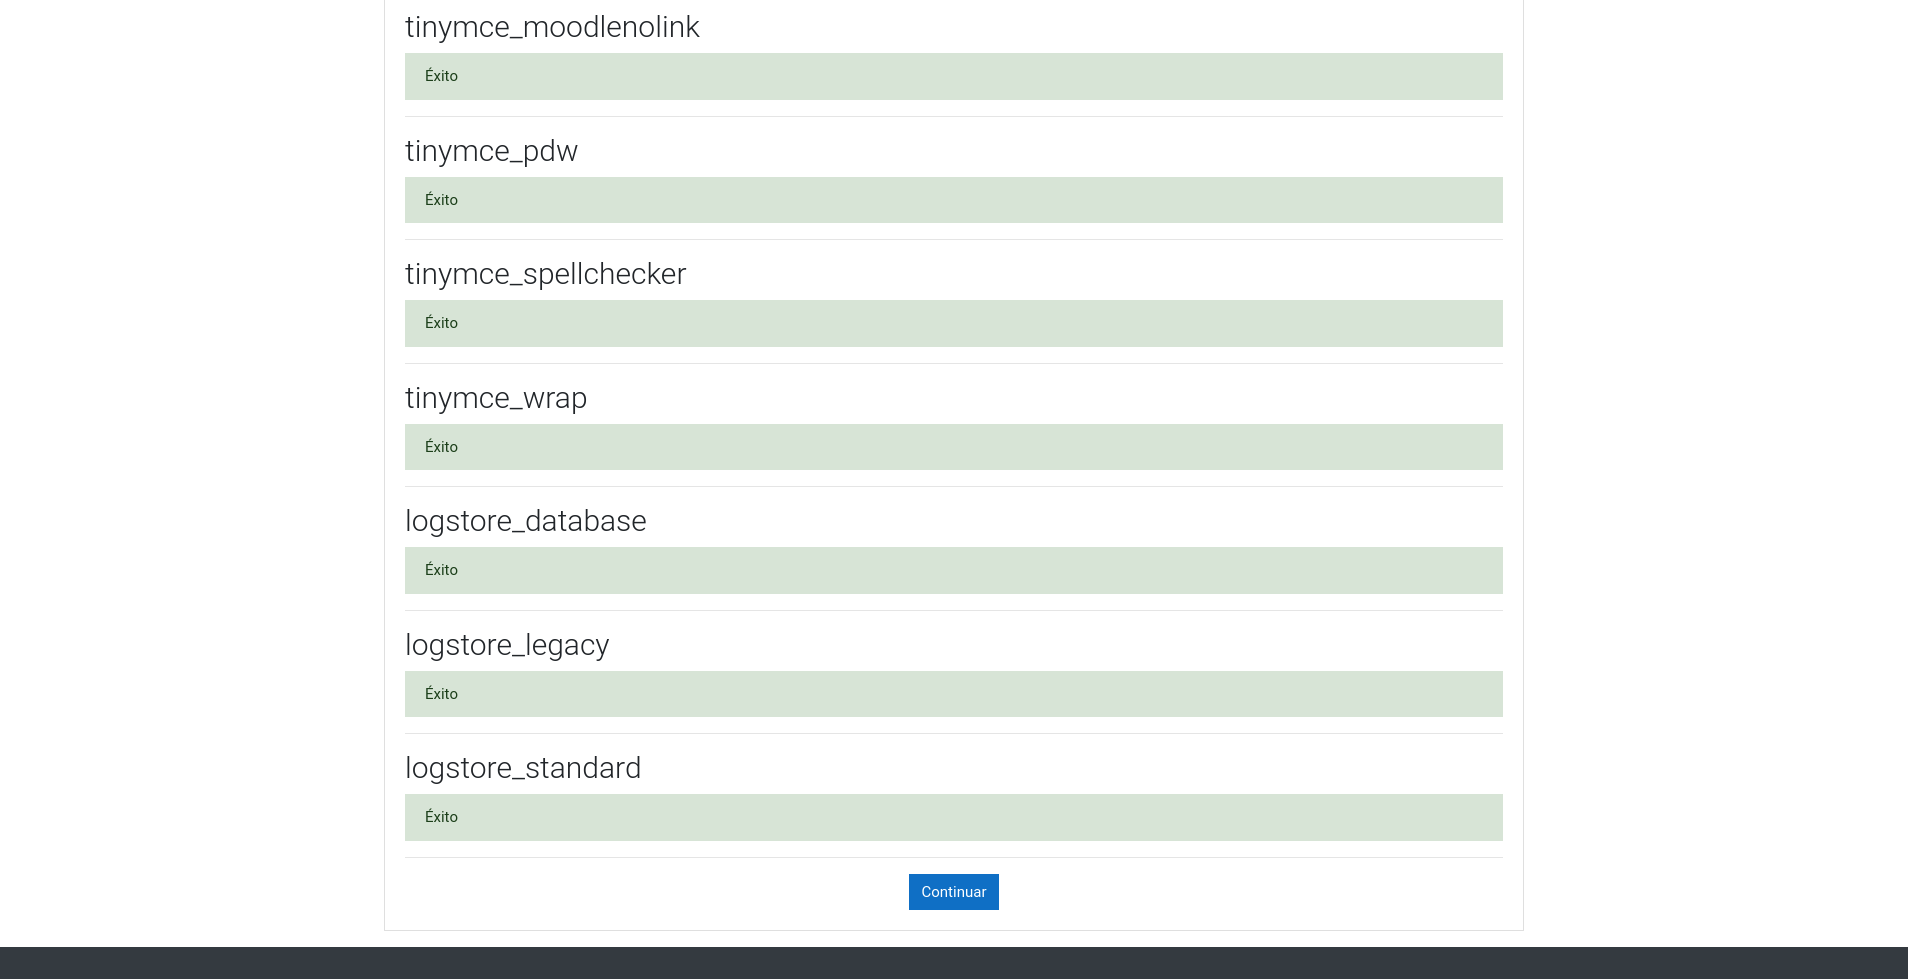 tinymce_moodlenolink
Éxito
tinymce_pdw
Éxito
tinymce_spellchecker
Éxito
tinymce_wrap
Éxito
logstore_database
Éxito
logstore_legacy
Éxito
logstore_standard
Éxito
Continuar